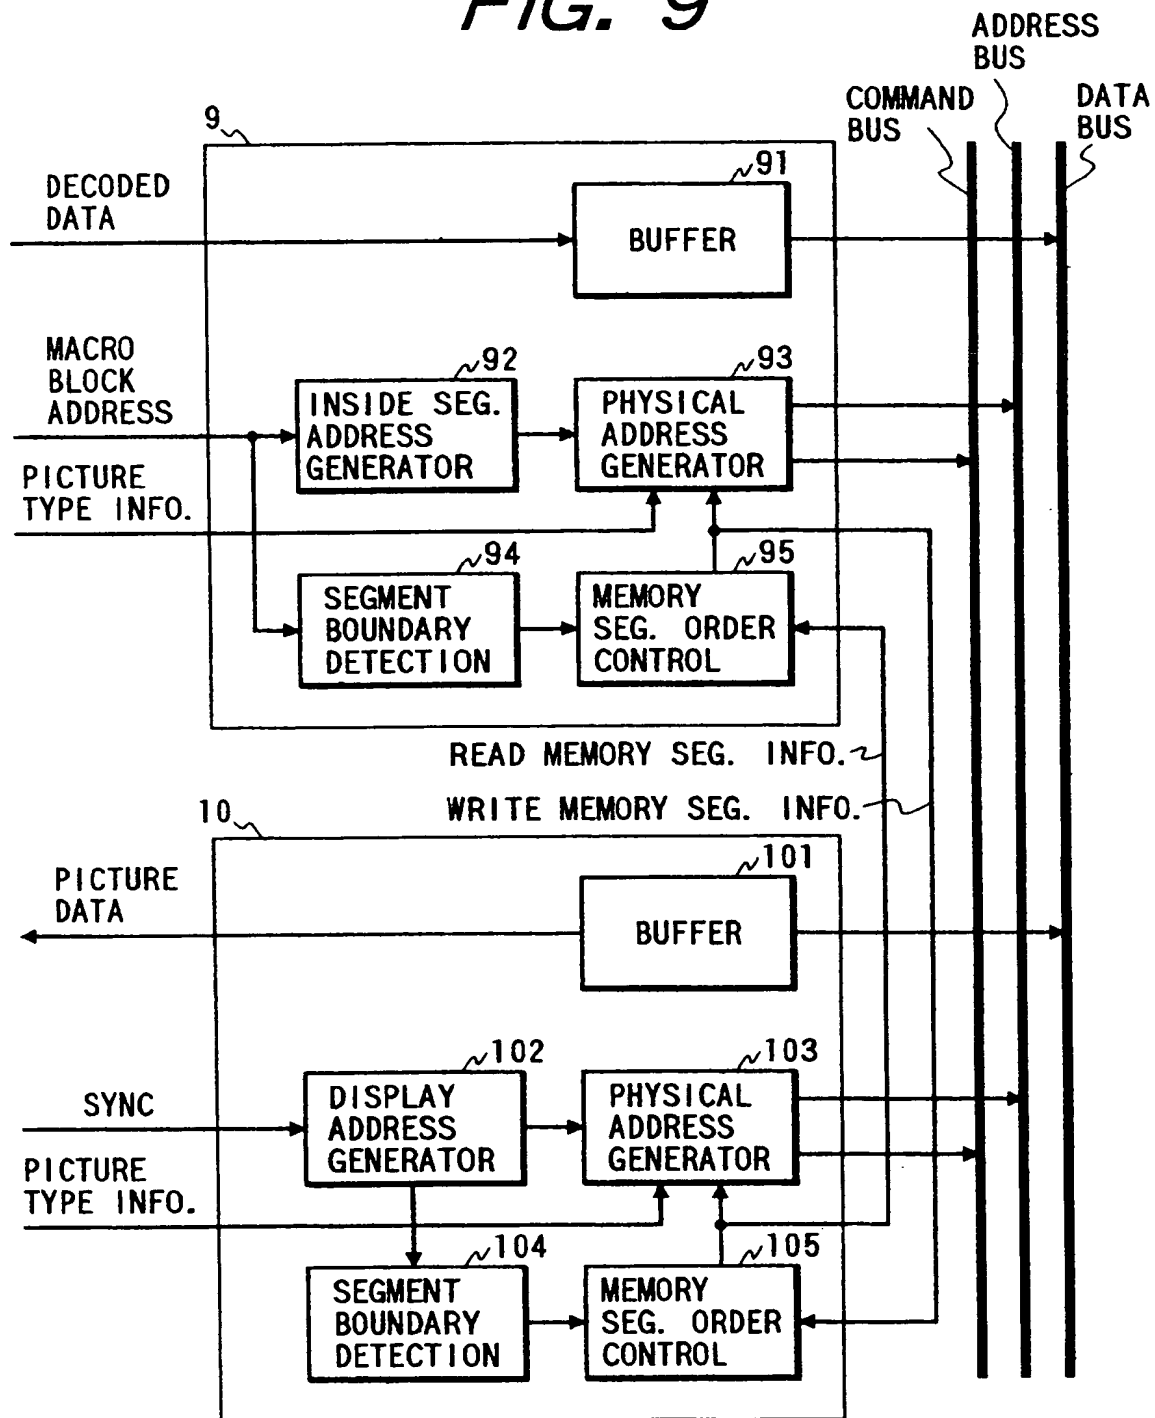 FIG. 9
ADDRESS
BUS
COMMAND
BUS
DATA
BUS
9
91
DECODED
DATA
BUFFER
MACRO
BLOCK
ADDRESS
92
93
INSIDE SEG.
ADDRESS
GENERATOR
PHYSICAL
ADDRESS
GENERATOR
PICTURE
TYPE INFO.
94
95
SEGMENT
BOUNDARY
DETECTION
MEMORY
SEG. ORDER
CONTROL
READ MEMORY SEG. INFO.
WRITE MEMORY SEG. INFO.
10
101
PICTURE
DATA
BUFFER
102
103
SYNC
DISPLAY
ADDRESS
GENERATOR
PHYSICAL
ADDRESS
GENERATOR
PICTURE
TYPE INFO.
104
105
SEGMENT
BOUNDARY
DETECTION
MEMORY
SEG. ORDER
CONTROL